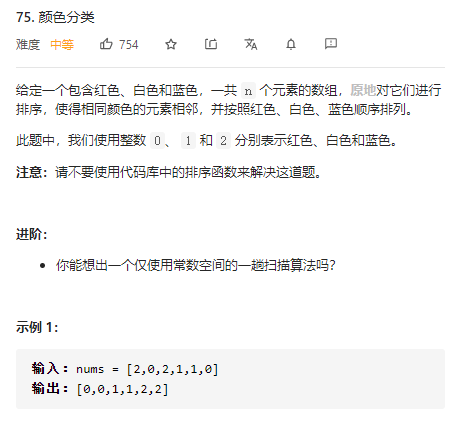 75. 颜色分类
难度 中等 754
给定一个包含红色、白色和蓝色，一共 n 个元素的数组，原地对它们进行
排序，使得相同颜色的元素相邻，并按照红色、白色、蓝色顺序排列。
此题中，我们使用整数 0 、 1 和 2 分别表示红色、白色和蓝色。
注意：请不要使用代码库中的排序函数来解决这道题。
进阶：
• 你能想出一个仅使用常数空间的一趟扫描算法吗？
示例 1：
输入：nums = [2,0,2,1,1,0]
输出：[0,0,1,1,2,2]